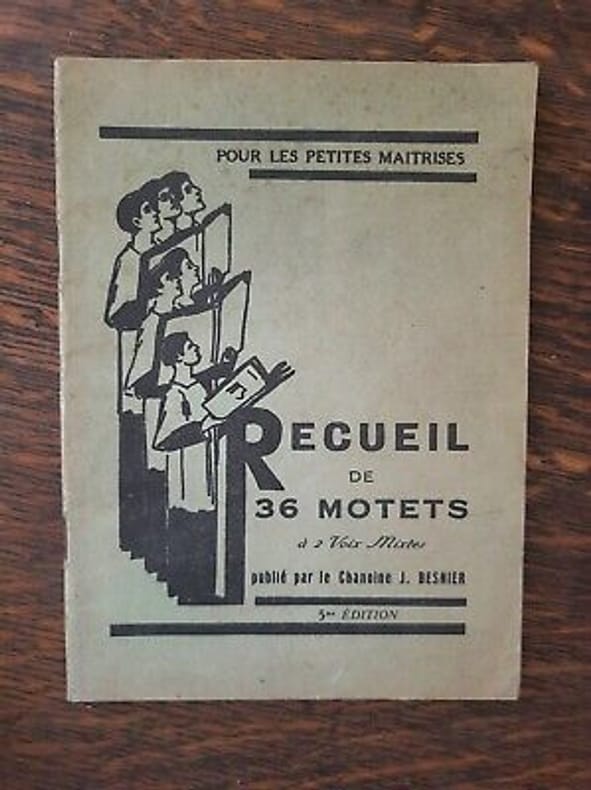 POUR LES PETITES MAITRISES
RECUEIL
DE
36 MOTETS
à 2 Voix Mixtes
publié par le Chanoine J. BESNIER
5me ÉDITION